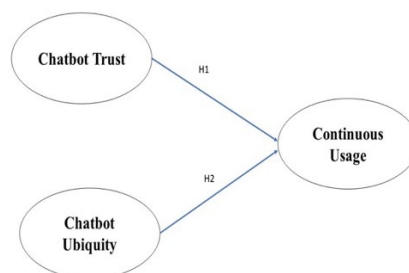 Chatbot Trust
H1
Continuous
Usage
H2
Chatbot
Ubiquity